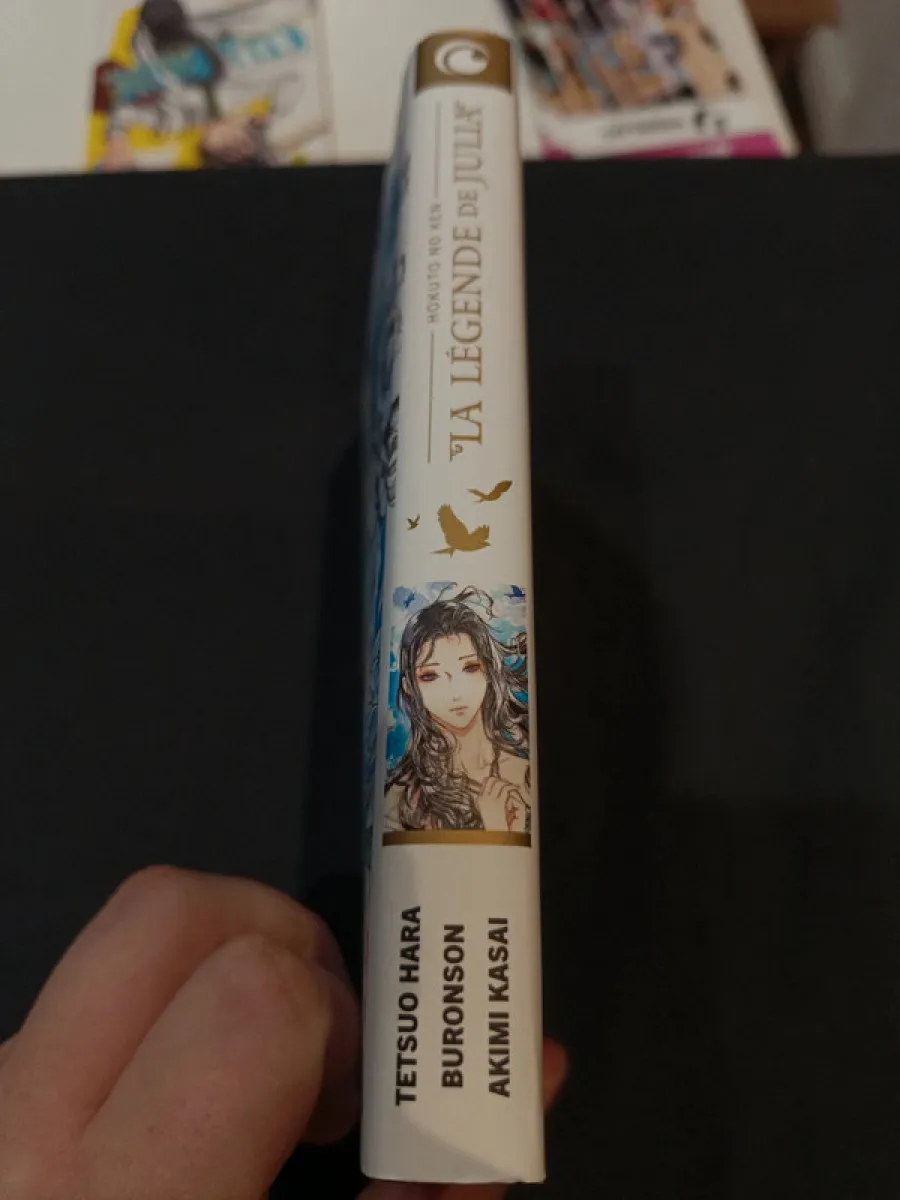 HOKUTO NO KEN
LA LÉGENDE DE JULIA
TETSUO HARA
BURONSON
AKIMI KASAI